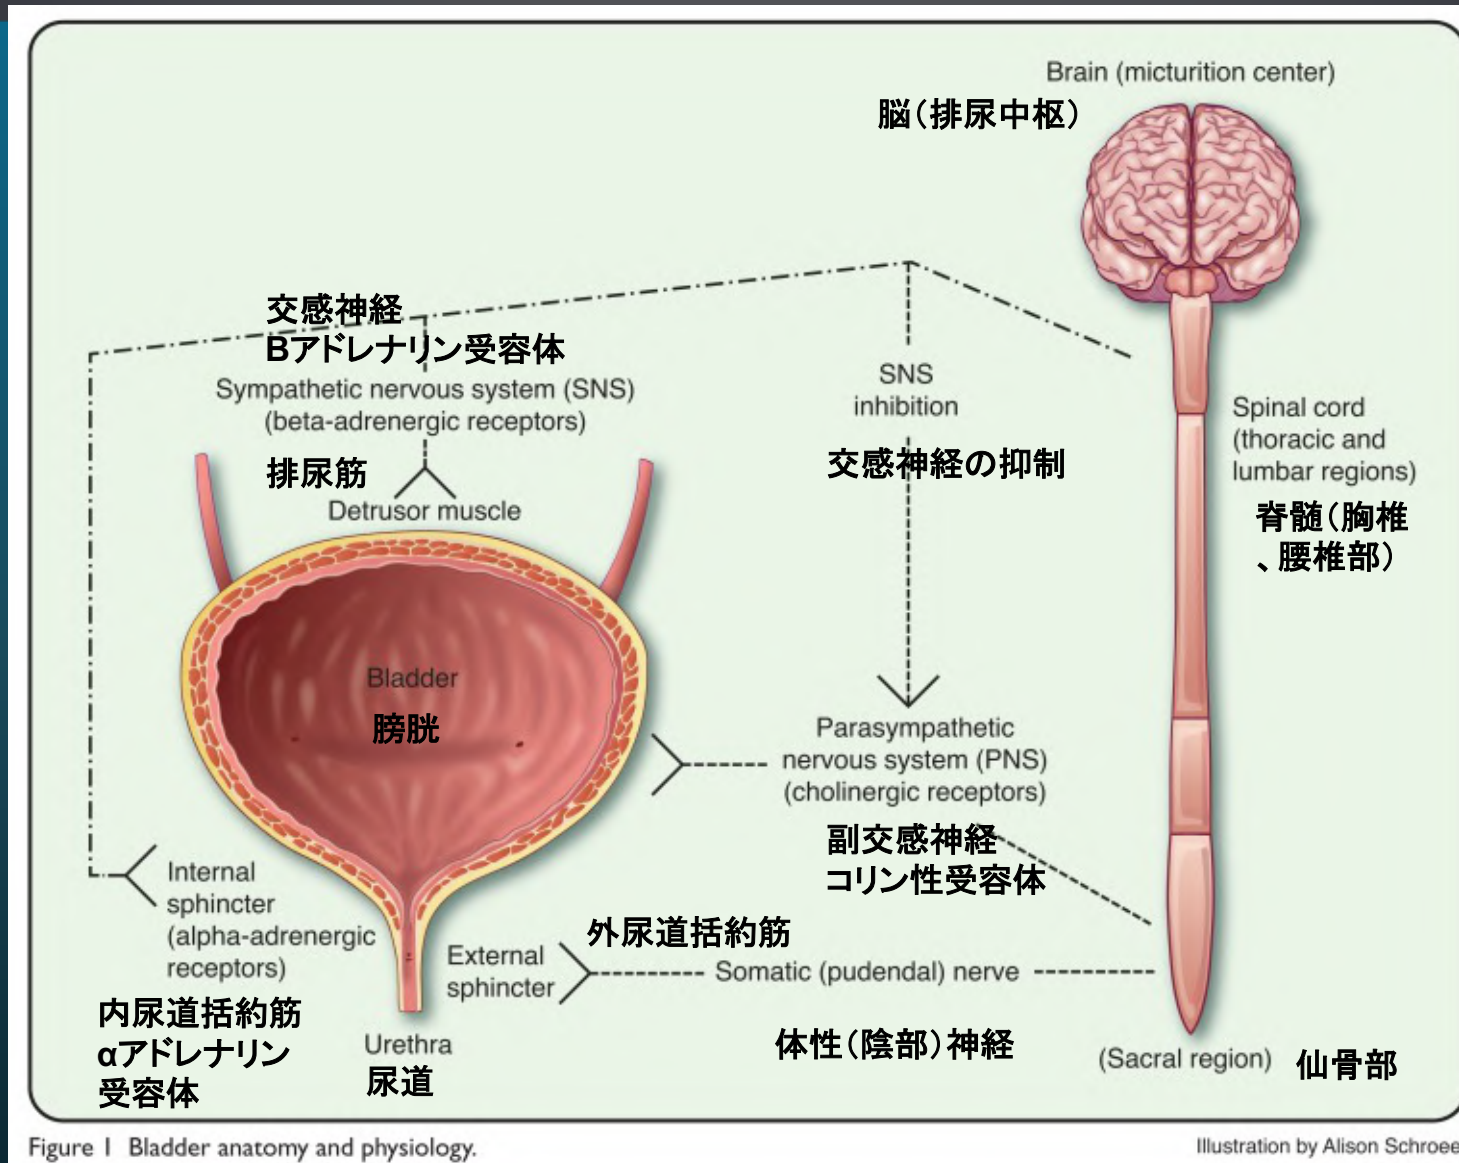 Brain (micturition center)
脳（排尿中枢）
交感神経
Bアドレナリン受容体
Sympathetic nervous system (SNS)
(beta-adrenergic receptors)
排尿筋
Detrusor muscle
SNS
inhibition
交感神経の抑制
Spinal cord
(thoracic and
lumbar regions)
脊髄（胸椎
、腰椎部）
Bladder
膀胱
Parasympathetic
nervous system (PNS)
(cholinergic receptors)
副交感神経
コリン性受容体
Internal
sphincter
(alpha-adrenergic
receptors)
内尿道括約筋
αアドレナリン
受容体
External
sphincter
外尿道括約筋
Somatic (pudendal) nerve
体性（陰部）神経
Urethra
尿道
(Sacral region)
仙骨部
Figure 1 Bladder anatomy and physiology.
Illustration by Alison